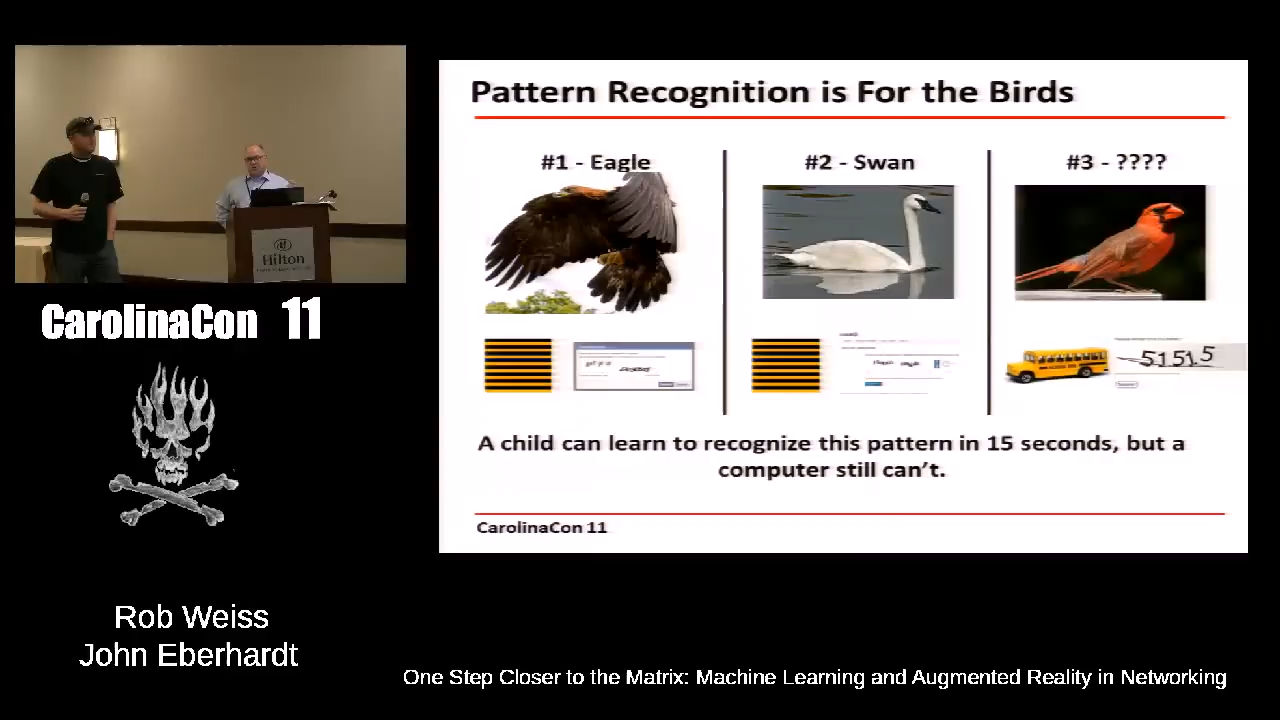 Pattern Recognition is For the Birds
#1 - Eagle
#2 - Swan
#3 - ????
51515
A child can learn to recognize this pattern in 15 seconds, but a
computer still can't.
CarolinaCon 11
Hilton
CarolinaCon 11
Rob Weiss
John Eberhardt
One Step Closer to the Matrix: Machine Learning and Augmented Reality in Networking